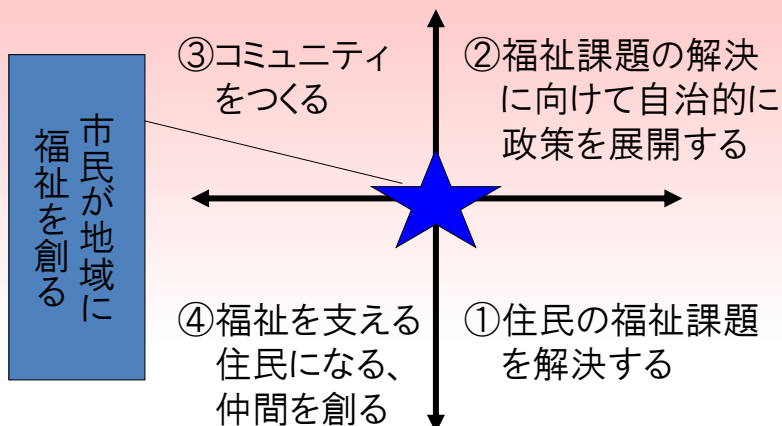 市民が地域に
福祉を創る
③コミュニティ
をつくる
②福祉課題の解決
に向けて自治的に
政策を展開する
④福祉を支える
住民になる、
仲間を創る
①住民の福祉課題
を解決する